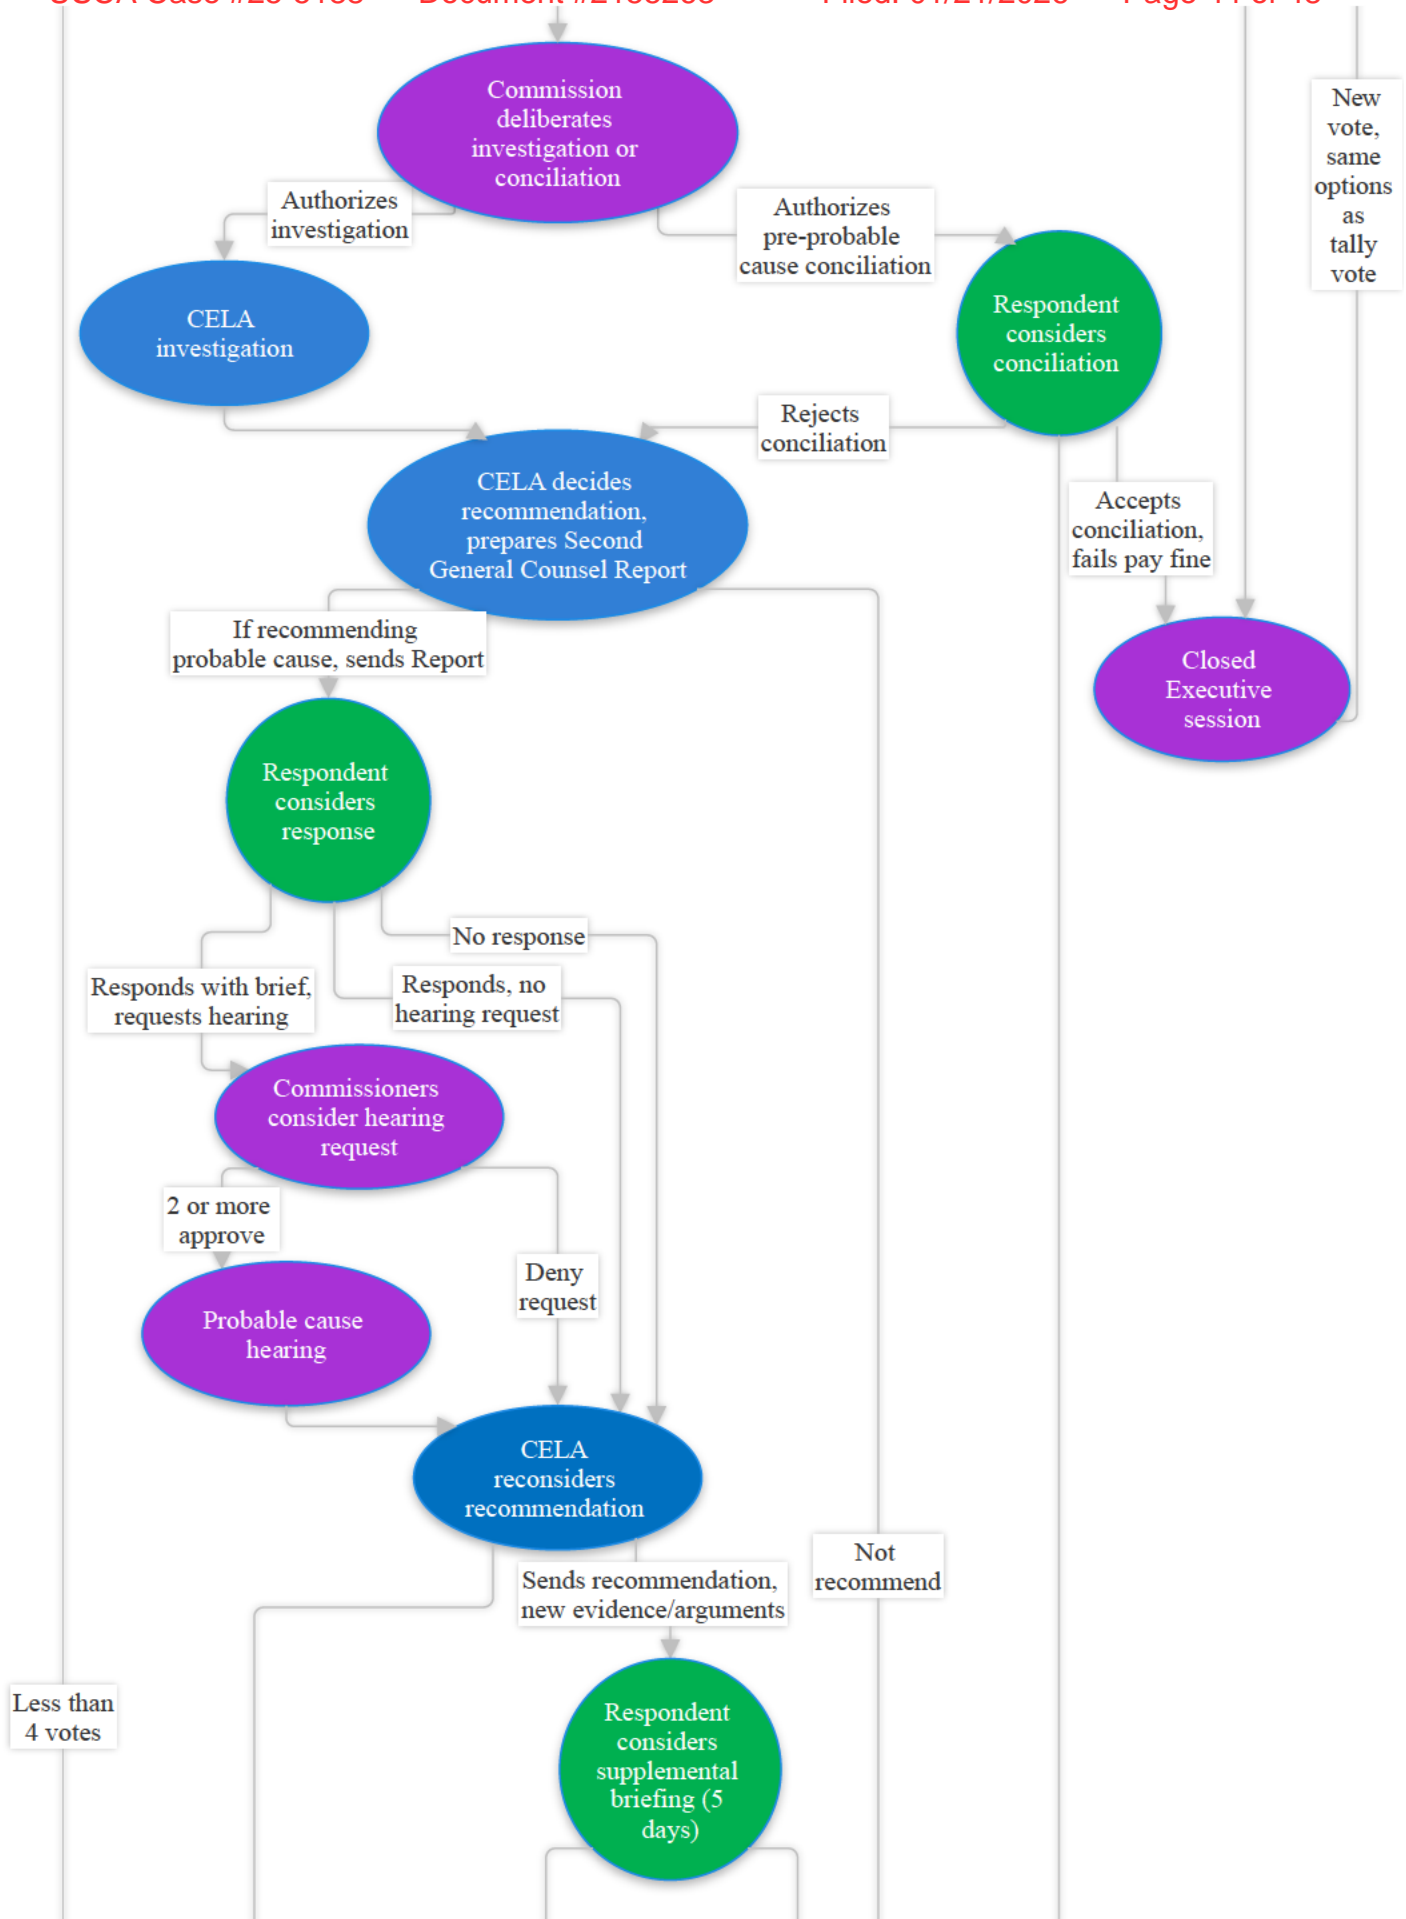 Commission
deliberates
investigation or
conciliation
New
vote,
same
options
as
tally
vote
Authorizes
investigation
Authorizes
pre-probable
cause conciliation
CELA
investigation
Respondent
considers
conciliation
Rejects
conciliation
CELA decides
recommendation,
prepares Second
General Counsel Report
Accepts
conciliation,
fails pay fine
If recommending
probable cause, sends Report
Closed
Executive
session
Respondent
considers
response
No response
Responds with brief,
requests hearing
Responds, no
hearing request
Commissioners
consider hearing
request
2 or more
approve
Deny
request
Probable cause
hearing
CELA
reconsiders
recommendation
Not
recommend
Sends recommendation,
new evidence/arguments
Less than
4 votes
Respondent
considers
supplemental
briefing (5
days)